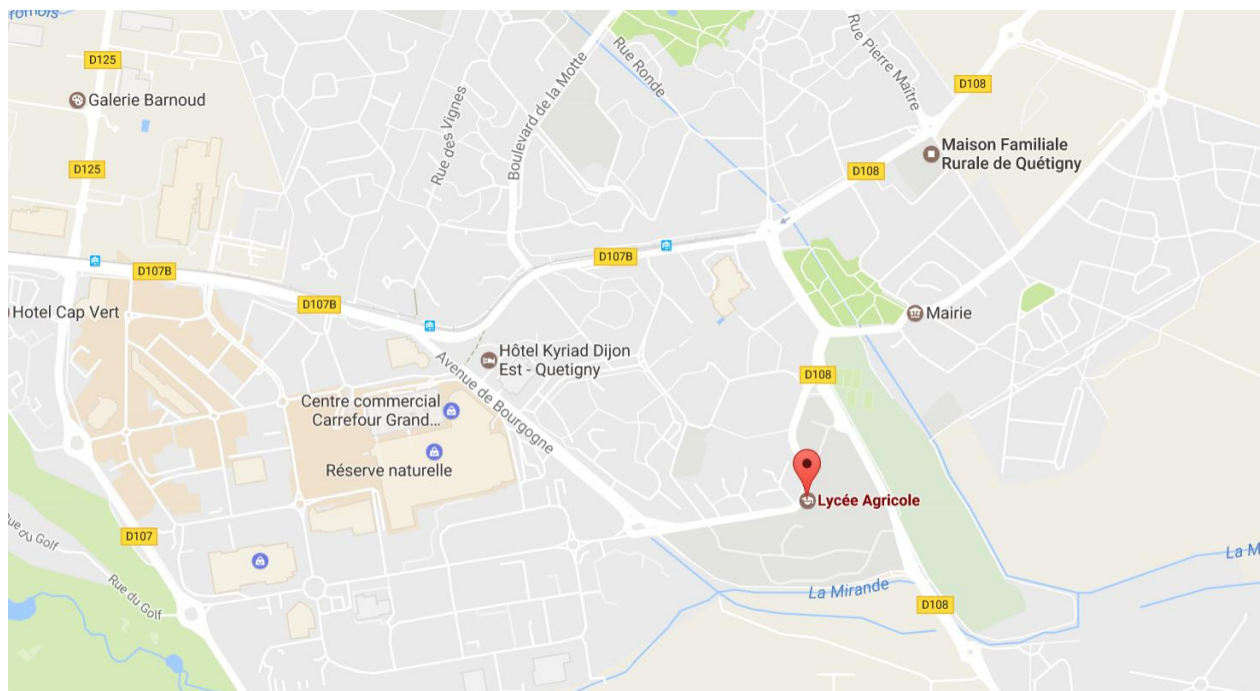 D125
Galerie Barnoud
D125
Rue des Vignes
Boulevard de la Motte
Rue Ronde
Rue Pierre Maître
D108
Maison Familiale
Rurale de Quétigny
D108
D107B
D107B
D107B
Hotel Cap Vert
Mairie
Hôtel Kyriad Dijon
Est - Quetigny
Avenue de Bourgogne
D108
Centre commercial
Carrefour Grand...
Réserve naturelle
Lycée Agricole
D107
Rue du Golf
Rue du Golf
La Mirande
D108
La M